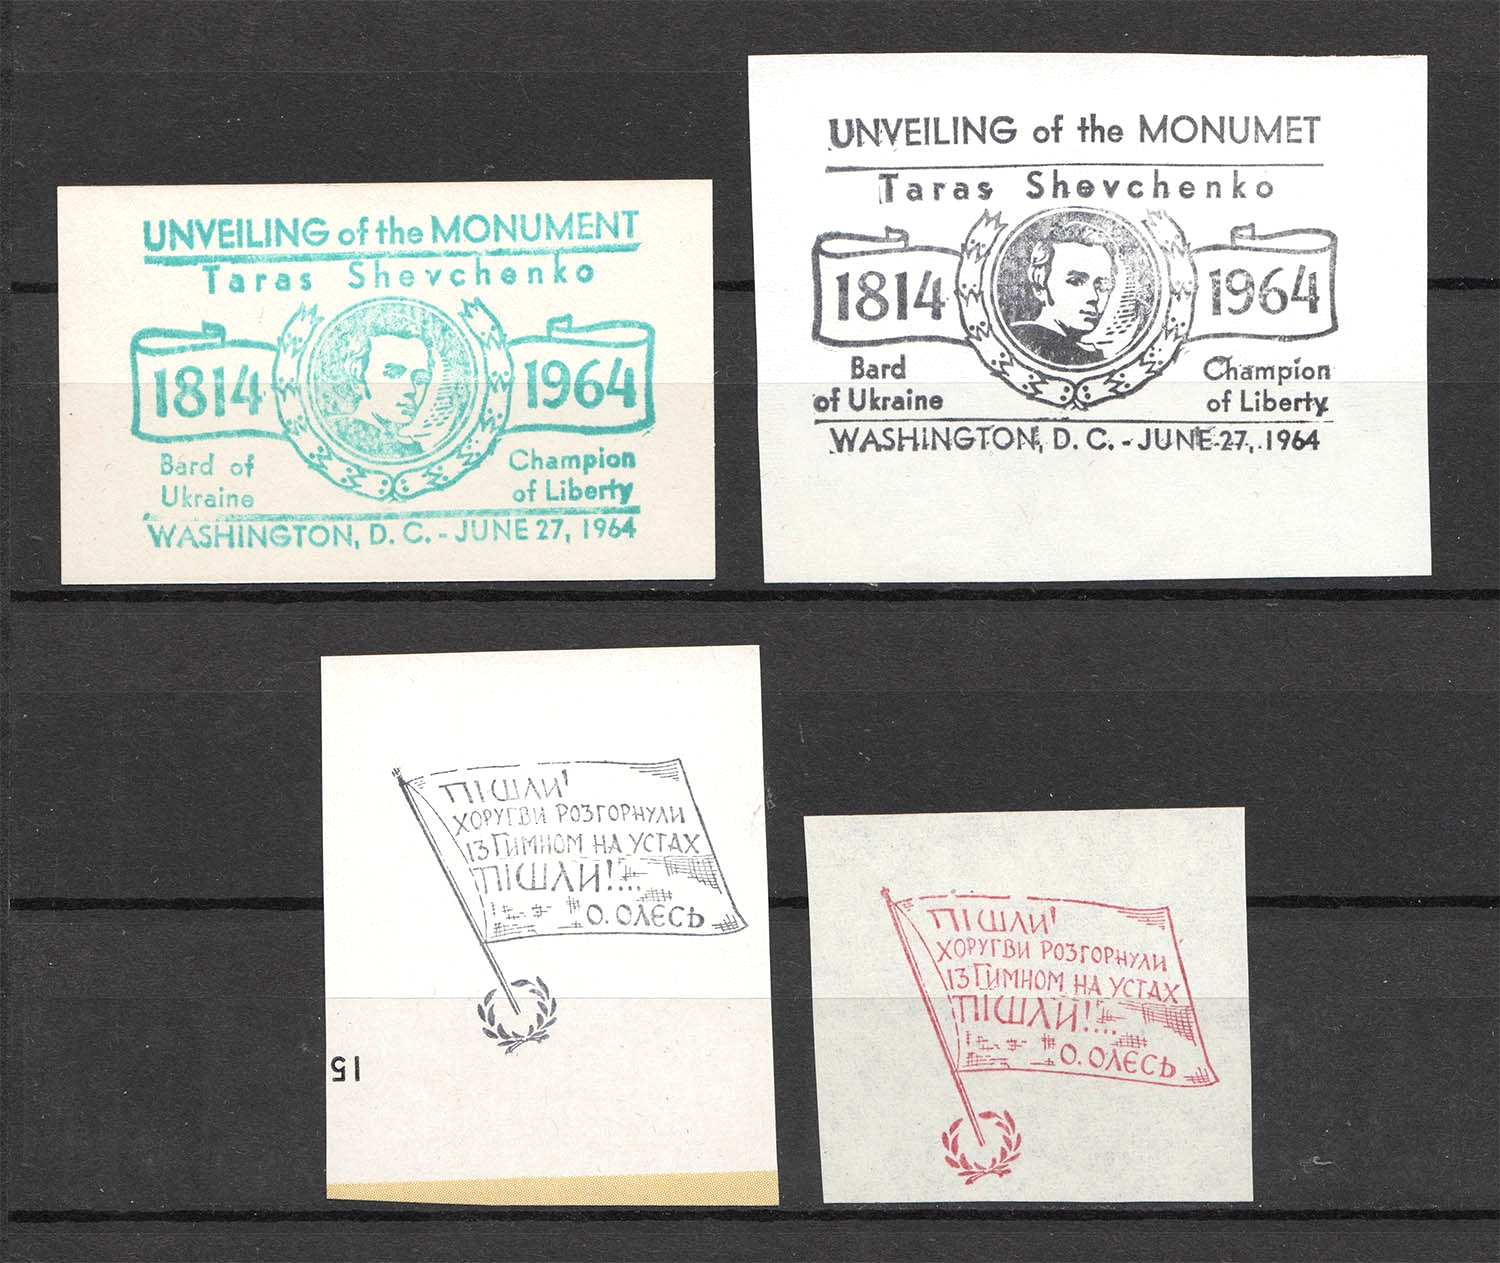 UNVEILING of the MONUMENT
Taras Shevchenko
1814 1964
Bard of
Ukraine
Champion
of Liberty
WASHINGTON, D. C. - JUNE 27, 1964
UNVEILING of the MONUMET
Taras Shevchenko
1814 1964
Bard
of Ukraine
Champion
of Liberty
WASHINGTON, D. C. - JUNE 27, 1964
ПІШЛИ!
ХОРУГВИ РОЗГОРНУЛИ
ІЗ ГИМНОМ НА УСТАХ
ПІШЛИ!...
О. ОЛЕСЬ
15
ПІШЛИ!
ХОРУГВИ РОЗГОРНУЛИ
ІЗ ГИМНОМ НА УСТАХ
ПІШЛИ!...
О. ОЛЕСЬ